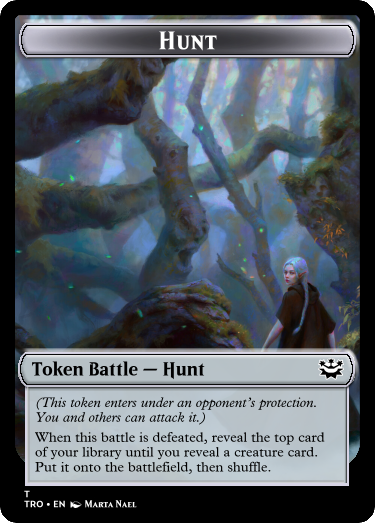 Hunt
Token Battle — Hunt
(This token enters under an opponent's protection.
You and others can attack it.)
When this battle is defeated, reveal the top card
of your library until you reveal a creature card.
Put it onto the battlefield, then shuffle.
T
TRO • EN Marta Nael